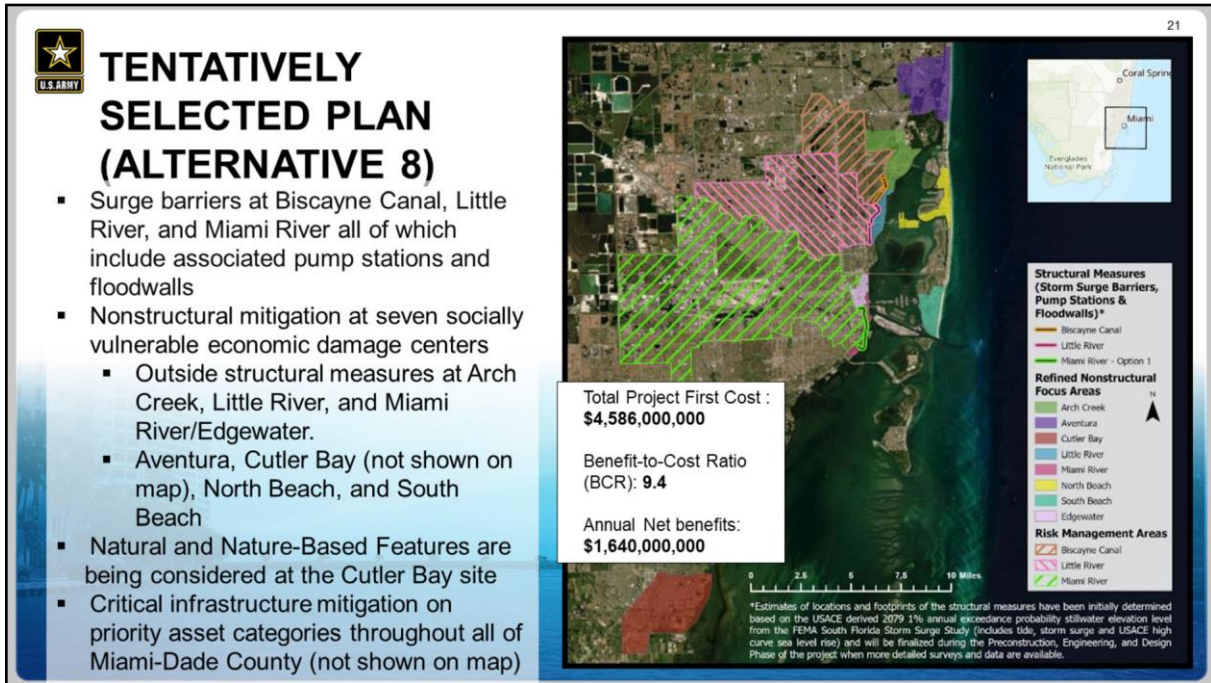 21
U.S.ARMY
TENTATIVELY
SELECTED PLAN
(ALTERNATIVE 8)
▪ Surge barriers at Biscayne Canal, Little
River, and Miami River all of which
include associated pump stations and
floodwalls
▪ Nonstructural mitigation at seven socially
vulnerable economic damage centers
▪ Outside structural measures at Arch
Creek, Little River, and Miami
River/Edgewater.
▪ Aventura, Cutler Bay (not shown on
map), North Beach, and South
Beach
▪ Natural and Nature-Based Features are
being considered at the Cutler Bay site
▪ Critical infrastructure mitigation on
priority asset categories throughout all of
Miami-Dade County (not shown on map)
Coral Spring
Miami
Everglades
National Park
Structural Measures
(Storm Surge Barriers,
Pump Stations &
Floodwalls)*
Biscayne Canal
Little River
Miami River - Option 1
Refined Nonstructural
Focus Areas
N
Arch Creek
Aventura
Cutler Bay
Little River
Miami River
North Beach
South Beach
Edgewater
Risk Management Areas
Biscayne Canal
Little River
Miami River
Total Project First Cost :
$4,586,000,000
Benefit-to-Cost Ratio
(BCR): 9.4
Annual Net benefits:
$1,640,000,000
0 2.5 5 7.5 10 Miles
*Estimates of locations and footprints of the structural measures have been initially determined
based on the USACE derived 2079 1% annual exceedance probability stillwater elevation level
from the FEMA South Florida Storm Surge Study (includes tide, storm surge and USACE high
curve sea level rise) and will be finalized during the Preconstruction, Engineering, and Design
Phase of the project when more detailed surveys and data are available.